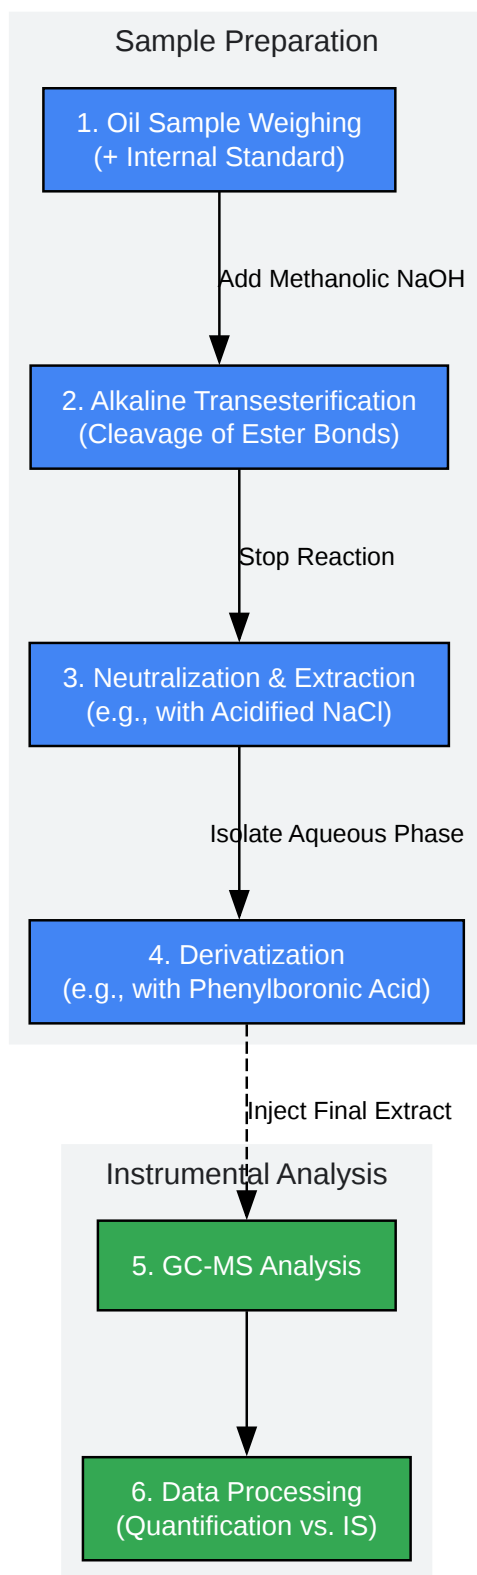 Sample Preparation
1. Oil Sample Weighing
(+ Internal Standard)
Add Methanolic NaOH
2. Alkaline Transesterification
(Cleavage of Ester Bonds)
Stop Reaction
3. Neutralization & Extraction
(e.g., with Acidified NaCl)
Isolate Aqueous Phase
4. Derivatization
(e.g., with Phenylboronic Acid)
Inject Final Extract
Instrumental Analysis
5. GC-MS Analysis
6. Data Processing
(Quantification vs. IS)